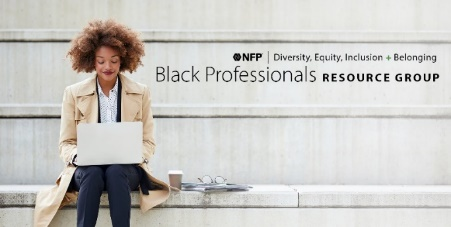 NFP | Diversity, Equity, Inclusion + Belonging
Black Professionals RESOURCE GROUP